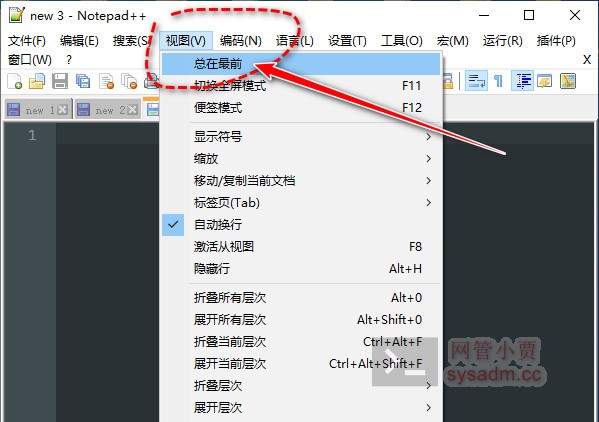 new 3 - Notepad++
文件(F) 编辑(E) 搜索(S) 视图(V) 编码(N) 语言(L) 设置(T) 工具(O) 宏(M) 运行(R) 插件(P)
窗口(W) ? X
new 1 new 2
1
总在最前
切换全屏模式 F11
便签模式 F12
显示符号
缩放
移动/复制当前文档
标签页(Tab)
自动换行
激活从视图 F8
隐藏行 Alt+H
折叠所有层次 Alt+0
展开所有层次 Alt+Shift+0
折叠当前层次 Ctrl+Alt+F
展开当前层次 Ctrl+Alt+Shift+F
折叠层次
展开层次
网管小贾
sysadm.cc